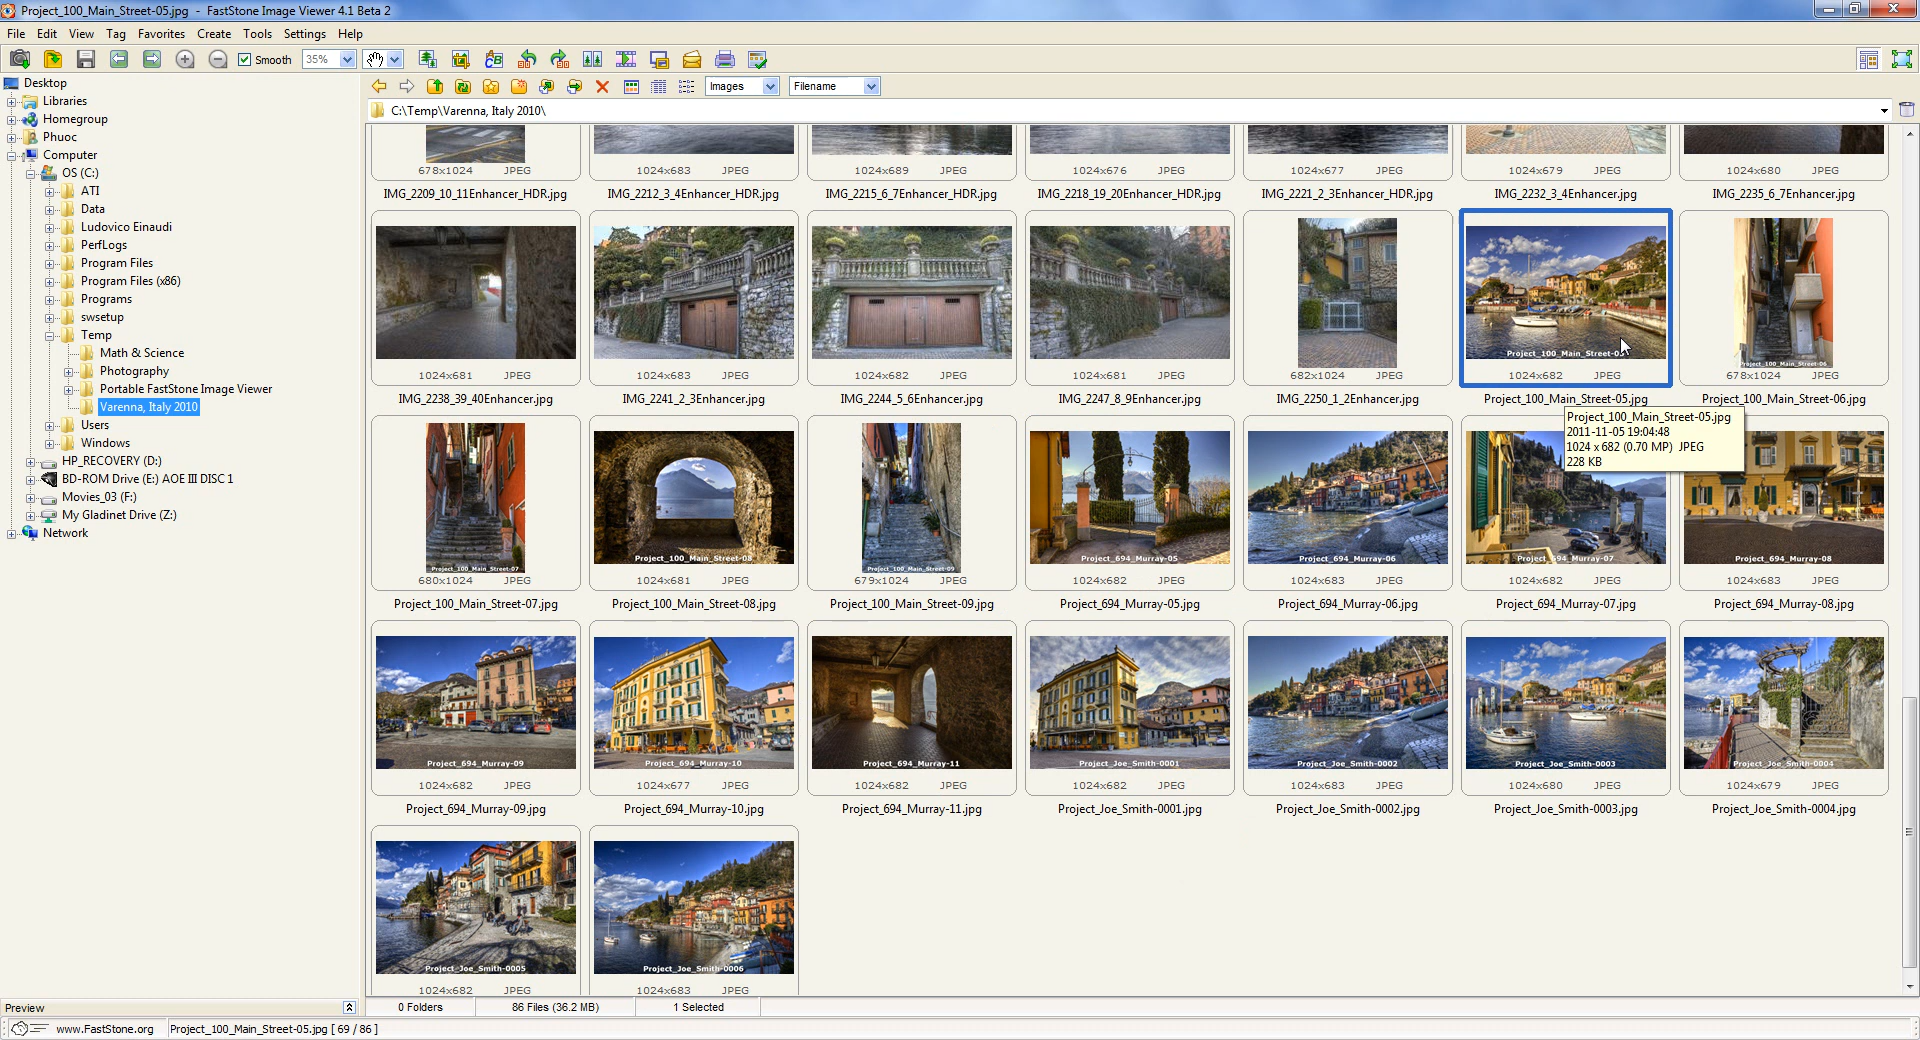 Project_100_Main_Street-05.jpg - FastStone Image Viewer 4.1 Beta 2
File Edit View Tag Favorites Create Tools Settings Help
Smooth 35%
Images Filename
C:\Temp\Varenna, Italy 2010\
Desktop
Libraries
Homegroup
Phuoc
Computer
OS (C:)
ATI
Data
Ludovico Einaudi
PerfLogs
Program Files
Program Files (x86)
Programs
swsetup
Temp
Math & Science
Photography
Portable FastStone Image Viewer
Varenna, Italy 2010
Users
Windows
HP_RECOVERY (D:)
BD-ROM Drive (E:) AOE III DISC 1
Movies_03 (F:)
My Gladinet Drive (Z:)
Network
678x1024 JPEG 1024x683 JPEG 1024x689 JPEG 1024x676 JPEG 1024x677 JPEG 1024x679 JPEG 1024x680 JPEG
IMG_2209_10_11Enhancer_HDR.jpg IMG_2212_3_4Enhancer_HDR.jpg IMG_2215_6_7Enhancer_HDR.jpg IMG_2218_19_20Enhancer_HDR.jpg IMG_2221_2_3Enhancer_HDR.jpg IMG_2232_3_4Enhancer.jpg IMG_2235_6_7Enhancer.jpg
Project_100_Main_Street-0 Project_100_Main_Street-06
1024x681 JPEG 1024x683 JPEG 1024x682 JPEG 1024x681 JPEG 682x1024 JPEG 1024x682 JPEG 678x1024 JPEG
IMG_2238_39_40Enhancer.jpg IMG_2241_2_3Enhancer.jpg IMG_2244_5_6Enhancer.jpg IMG_2247_8_9Enhancer.jpg IMG_2250_1_2Enhancer.jpg Project_100_Main_Street-05.jpg Project_100_Main_Street-06.jpg
Project_100_Main_Street-05.jpg
2011-11-05 19:04:48
1024 x 682 (0.70 MP) JPEG
228 KB
Project_100_Main_Street-07 Project_100_Main_Street-08 Project_100_Main_Street-09 Project_694_Murray-05 Project_694_Murray-06 Project_694_Murray-07 Project_694_Murray-08
680x1024 JPEG 1024x681 JPEG 679x1024 JPEG 1024x682 JPEG 1024x683 JPEG 1024x682 JPEG 1024x683 JPEG
Project_100_Main_Street-07.jpg Project_100_Main_Street-08.jpg Project_100_Main_Street-09.jpg Project_694_Murray-05.jpg Project_694_Murray-06.jpg Project_694_Murray-07.jpg Project_694_Murray-08.jpg
Project_694_Murray-09 Project_694_Murray-10 Project_694_Murray-11 Project_Joe_Smith-0001 Project_Joe_Smith-0002 Project_Joe_Smith-0003 Project_Joe_Smith-0004
1024x682 JPEG 1024x677 JPEG 1024x682 JPEG 1024x682 JPEG 1024x683 JPEG 1024x680 JPEG 1024x679 JPEG
Project_694_Murray-09.jpg Project_694_Murray-10.jpg Project_694_Murray-11.jpg Project_Joe_Smith-0001.jpg Project_Joe_Smith-0002.jpg Project_Joe_Smith-0003.jpg Project_Joe_Smith-0004.jpg
Project_Joe_Smith-0005 Project_Joe_Smith-0006
1024x682 JPEG 1024x683 JPEG
Preview
0 Folders 86 Files (36.2 MB) 1 Selected
www.FastStone.org Project_100_Main_Street-05.jpg [ 69 / 86 ]